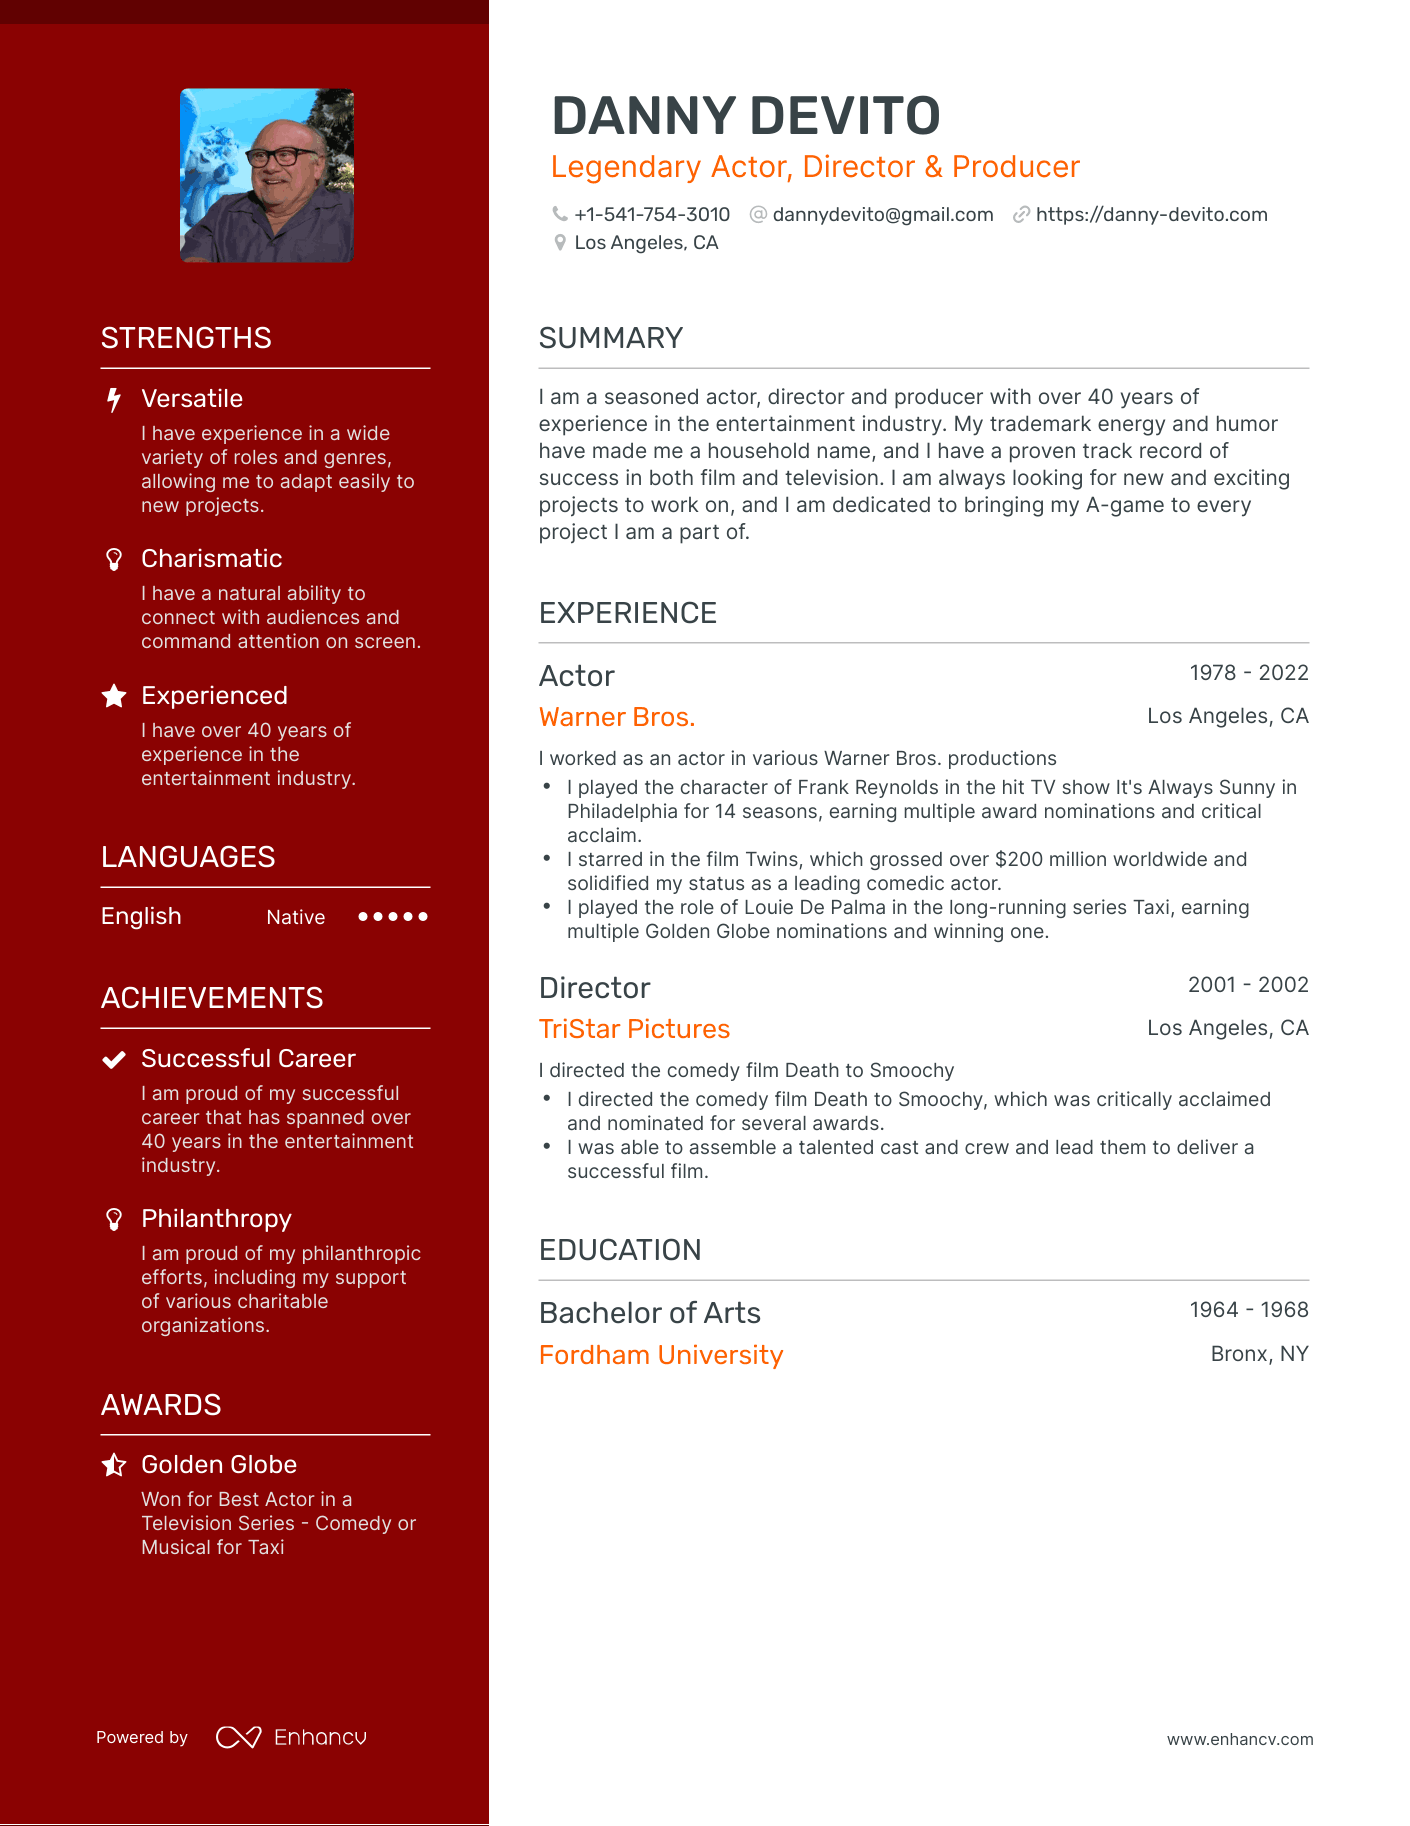 DANNY DEVITO
Legendary Actor, Director & Producer
+1-541-754-3010 dannydevito@gmail.com https://danny-devito.com
Los Angeles, CA
STRENGTHS
Versatile
I have experience in a wide
variety of roles and genres,
allowing me to adapt easily to
new projects.
Charismatic
I have a natural ability to
connect with audiences and
command attention on screen.
Experienced
I have over 40 years of
experience in the
entertainment industry.
LANGUAGES
English Native
ACHIEVEMENTS
Successful Career
I am proud of my successful
career that has spanned over
40 years in the entertainment
industry.
Philanthropy
I am proud of my philanthropic
efforts, including my support
of various charitable
organizations.
AWARDS
Golden Globe
Won for Best Actor in a
Television Series - Comedy or
Musical for Taxi
SUMMARY
I am a seasoned actor, director and producer with over 40 years of
experience in the entertainment industry. My trademark energy and humor
have made me a household name, and I have a proven track record of
success in both film and television. I am always looking for new and exciting
projects to work on, and I am dedicated to bringing my A-game to every
project I am a part of.
EXPERIENCE
Actor 1978 - 2022
Warner Bros. Los Angeles, CA
I worked as an actor in various Warner Bros. productions
• I played the character of Frank Reynolds in the hit TV show It's Always Sunny in
Philadelphia for 14 seasons, earning multiple award nominations and critical
acclaim.
• I starred in the film Twins, which grossed over $200 million worldwide and
solidified my status as a leading comedic actor.
• I played the role of Louie De Palma in the long-running series Taxi, earning
multiple Golden Globe nominations and winning one.
Director 2001 - 2002
TriStar Pictures Los Angeles, CA
I directed the comedy film Death to Smoochy
• I directed the comedy film Death to Smoochy, which was critically acclaimed
and nominated for several awards.
• I was able to assemble a talented cast and crew and lead them to deliver a
successful film.
EDUCATION
Bachelor of Arts 1964 - 1968
Fordham University Bronx, NY
Powered by Enhancv
www.enhancv.com